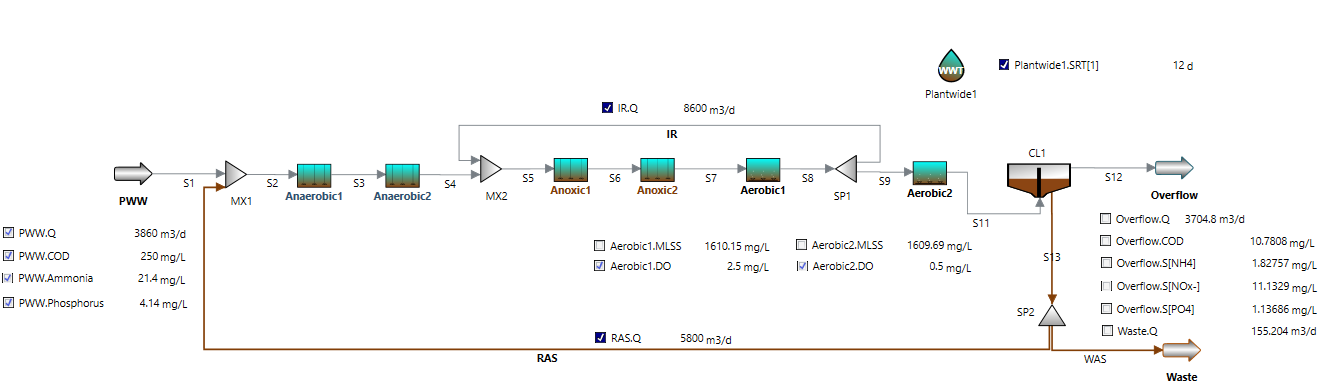 WWT
Plantwide1.SRT[1] 12 d
Plantwide1
IR.Q 8600 m3/d
IR
CL1
S1 S2 S3 S4 S5 S6 S7 S8 S9 S12
PWW MX1 Anaerobic1 Anaerobic2 MX2 Anoxic1 Anoxic2 Aerobic1 SP1 Aerobic2 Overflow
S11
PWW.Q 3860 m3/d
PWW.COD 250 mg/L
PWW.Ammonia 21.4 mg/L
PWW.Phosphorus 4.14 mg/L
Aerobic1.MLSS 1610.15 mg/L
Aerobic1.DO 2.5 mg/L
Aerobic2.MLSS 1609.69 mg/L
Aerobic2.DO 0.5 mg/L
S13
Overflow.Q 3704.8 m3/d
Overflow.COD 10.7808 mg/L
Overflow.S[NH4] 1.82757 mg/L
Overflow.S[NOx-] 11.1329 mg/L
Overflow.S[PO4] 1.13686 mg/L
Waste.Q 155.204 m3/d
SP2
RAS.Q 5800 m3/d
RAS
WAS
Waste